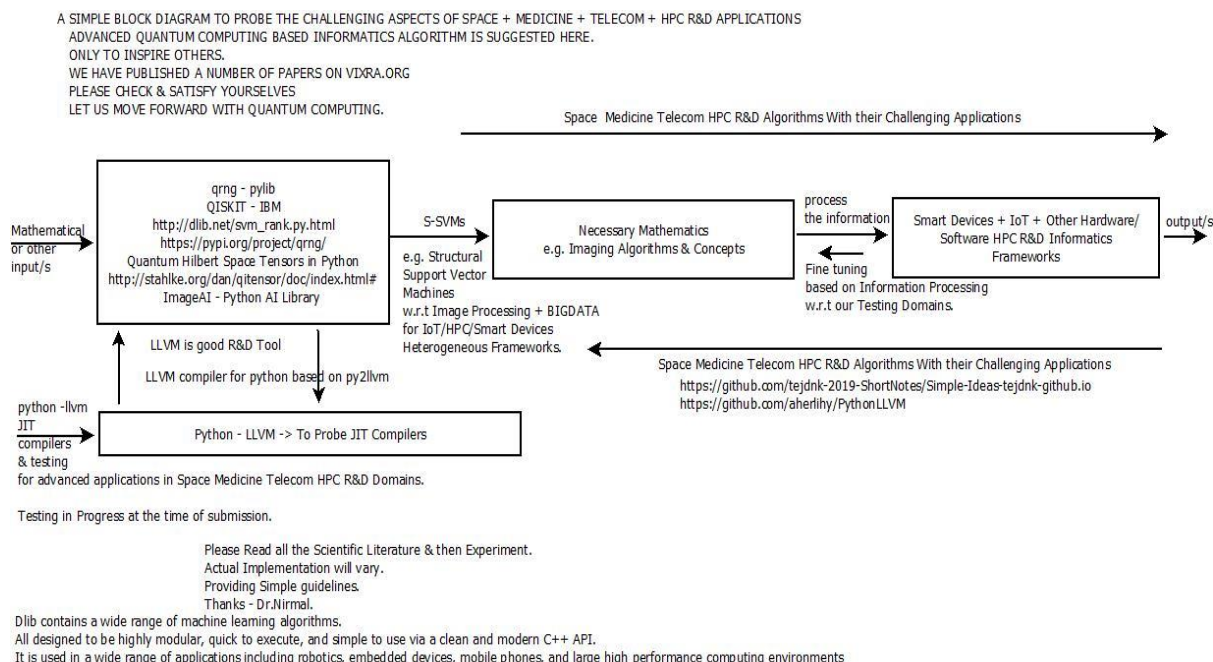 A SIMPLE BLOCK DIAGRAM TO PROBE THE CHALLENGING ASPECTS OF SPACE + MEDICINE + TELECOM + HPC R&D APPLICATIONS
ADVANCED QUANTUM COMPUTING BASED INFORMATICS ALGORITHM IS SUGGESTED HERE.
ONLY TO INSPIRE OTHERS.
WE HAVE PUBLISHED A NUMBER OF PAPERS ON VIXRA.ORG
PLEASE CHECK & SATISFY YOURSELVES
LET US MOVE FORWARD WITH QUANTUM COMPUTING.
Space Medicine Telecom HPC R&D Algorithms With their Challenging Applications
Mathematical
or other
input/s
qrng - pylib
QISKIT - IBM
http://dlib.net/svm_rank.py.html
https://pypi.org/project/qrng/
Quantum Hilbert Space Tensors in Python
http://stahlke.org/dan/qitensor/doc/index.html#
ImageAI - Python AI Library
S-SVMs
e.g. Structural
Support Vector
Machines
w.r.t Image Processing + BIGDATA
for IoT/HPC/Smart Devices
Heterogeneous Frameworks.
Necessary Mathematics
e.g. Imaging Algorithms & Concepts
process
the information
Fine tuning
based on Information Processing
w.r.t our Testing Domains.
Smart Devices + IoT + Other Hardware/
Software HPC R&D Informatics
Frameworks
output/s
LLVM is good R&D Tool
LLVM compiler for python based on py2llvm
Space Medicine Telecom HPC R&D Algorithms With their Challenging Applications
https://github.com/tejdnk-2019-ShortNotes/Simple-Ideas-tejdnk-github.io
https://github.com/aherlihy/PythonLLVM
python -llvm
JIT
compilers
& testing
for advanced applications in Space Medicine Telecom HPC R&D Domains.
Python - LLVM -> To Probe JIT Compilers
Testing in Progress at the time of submission.
Please Read all the Scientific Literature & then Experiment.
Actual Implementation will vary.
Providing Simple guidelines.
Thanks - Dr.Nirmal.
Dlib contains a wide range of machine learning algorithms.
All designed to be highly modular, quick to execute, and simple to use via a clean and modern C++ API.
It is used in a wide range of applications including robotics, embedded devices, mobile phones, and large high performance computing environments